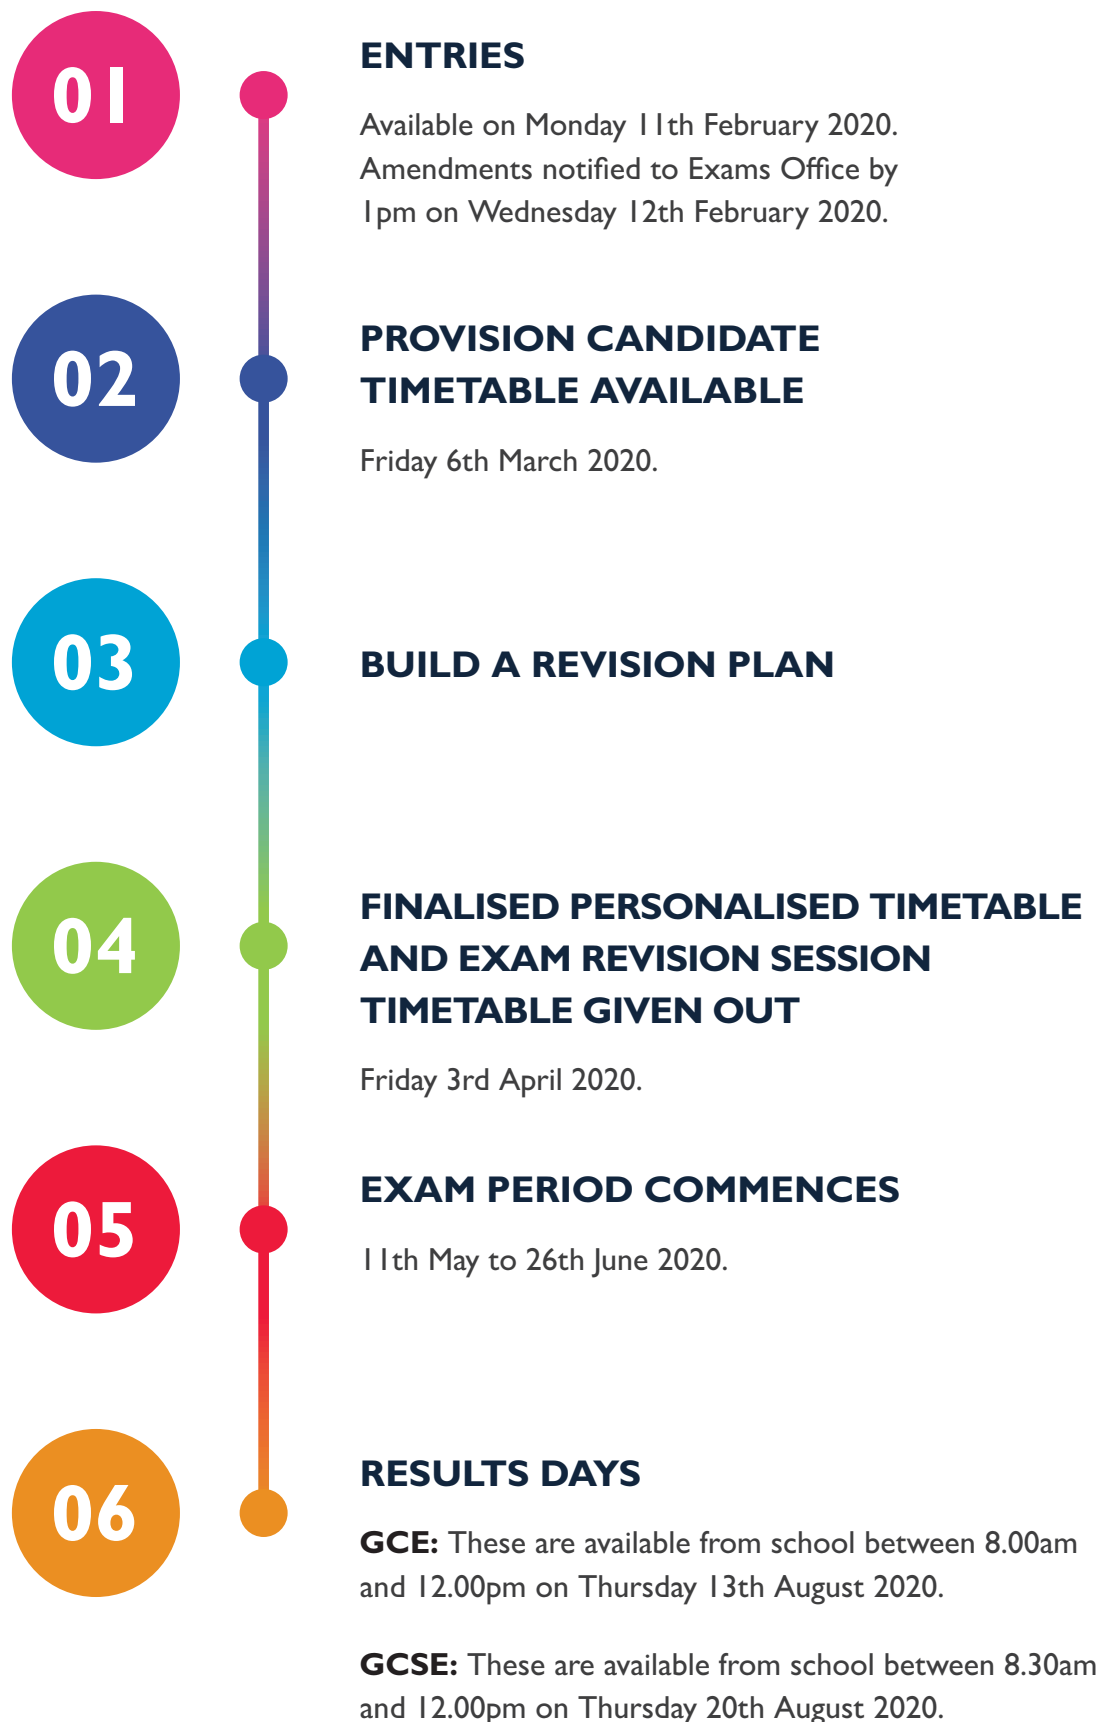 01
ENTRIES
Available on Monday 11th February 2020.
Amendments notified to Exams Office by
1pm on Wednesday 12th February 2020.
02
PROVISION CANDIDATE
TIMETABLE AVAILABLE
Friday 6th March 2020.
03
BUILD A REVISION PLAN
04
FINALISED PERSONALISED TIMETABLE
AND EXAM REVISION SESSION
TIMETABLE GIVEN OUT
Friday 3rd April 2020.
05
EXAM PERIOD COMMENCES
11th May to 26th June 2020.
06
RESULTS DAYS
GCE: These are available from school between 8.00am
and 12.00pm on Thursday 13th August 2020.
GCSE: These are available from school between 8.30am
and 12.00pm on Thursday 20th August 2020.